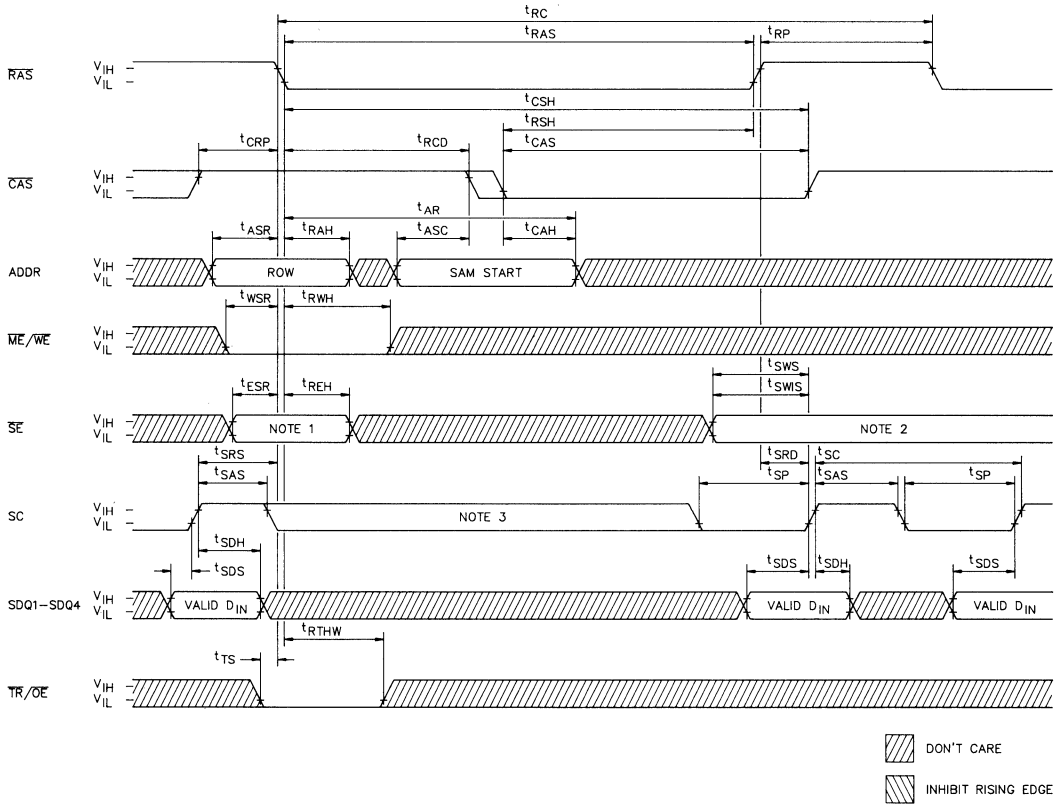 tRC
tRAS
tRP
RAS
VIH
VIL
tCSH
tRSH
tCRP
tRCD
tCAS
CAS
VIH
VIL
tAR
tASR
tRAH
tASC
tCAH
ADDR
VIH
VIL
ROW
SAM START
tWSR
tRWH
ME/WE
VIH
VIL
tSWS
tESR
tREH
tSWIS
SE
VIH
VIL
NOTE 1
NOTE 2
tSRS
tSRD
tSC
tSAS
tSP
tSAS
tSP
SC
VIH
VIL
NOTE 3
tSDH
tSDS
tSDS
tSDH
tSDS
SDQ1-SDQ4
VIH
VIL
VALID DIN
VALID DIN
VALID DIN
tRTHW
tTS
TR/OE
VIH
VIL
DON'T CARE
INHIBIT RISING EDGE